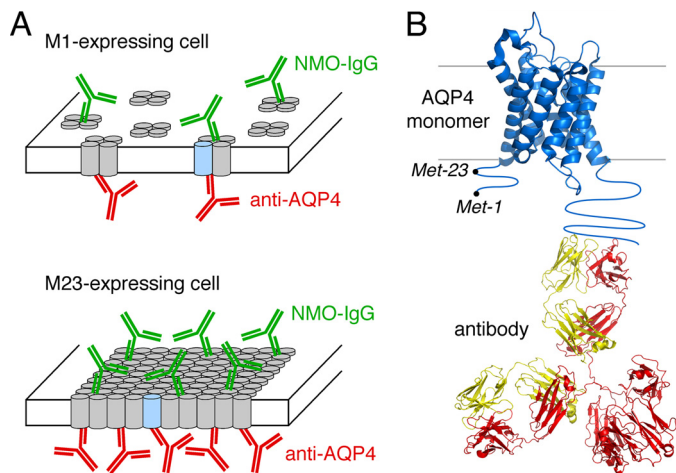 A
M1-expressing cell
NMO-IgG
anti-AQP4
M23-expressing cell
NMO-IgG
anti-AQP4
B
AQP4
monomer
Met-23
Met-1
antibody